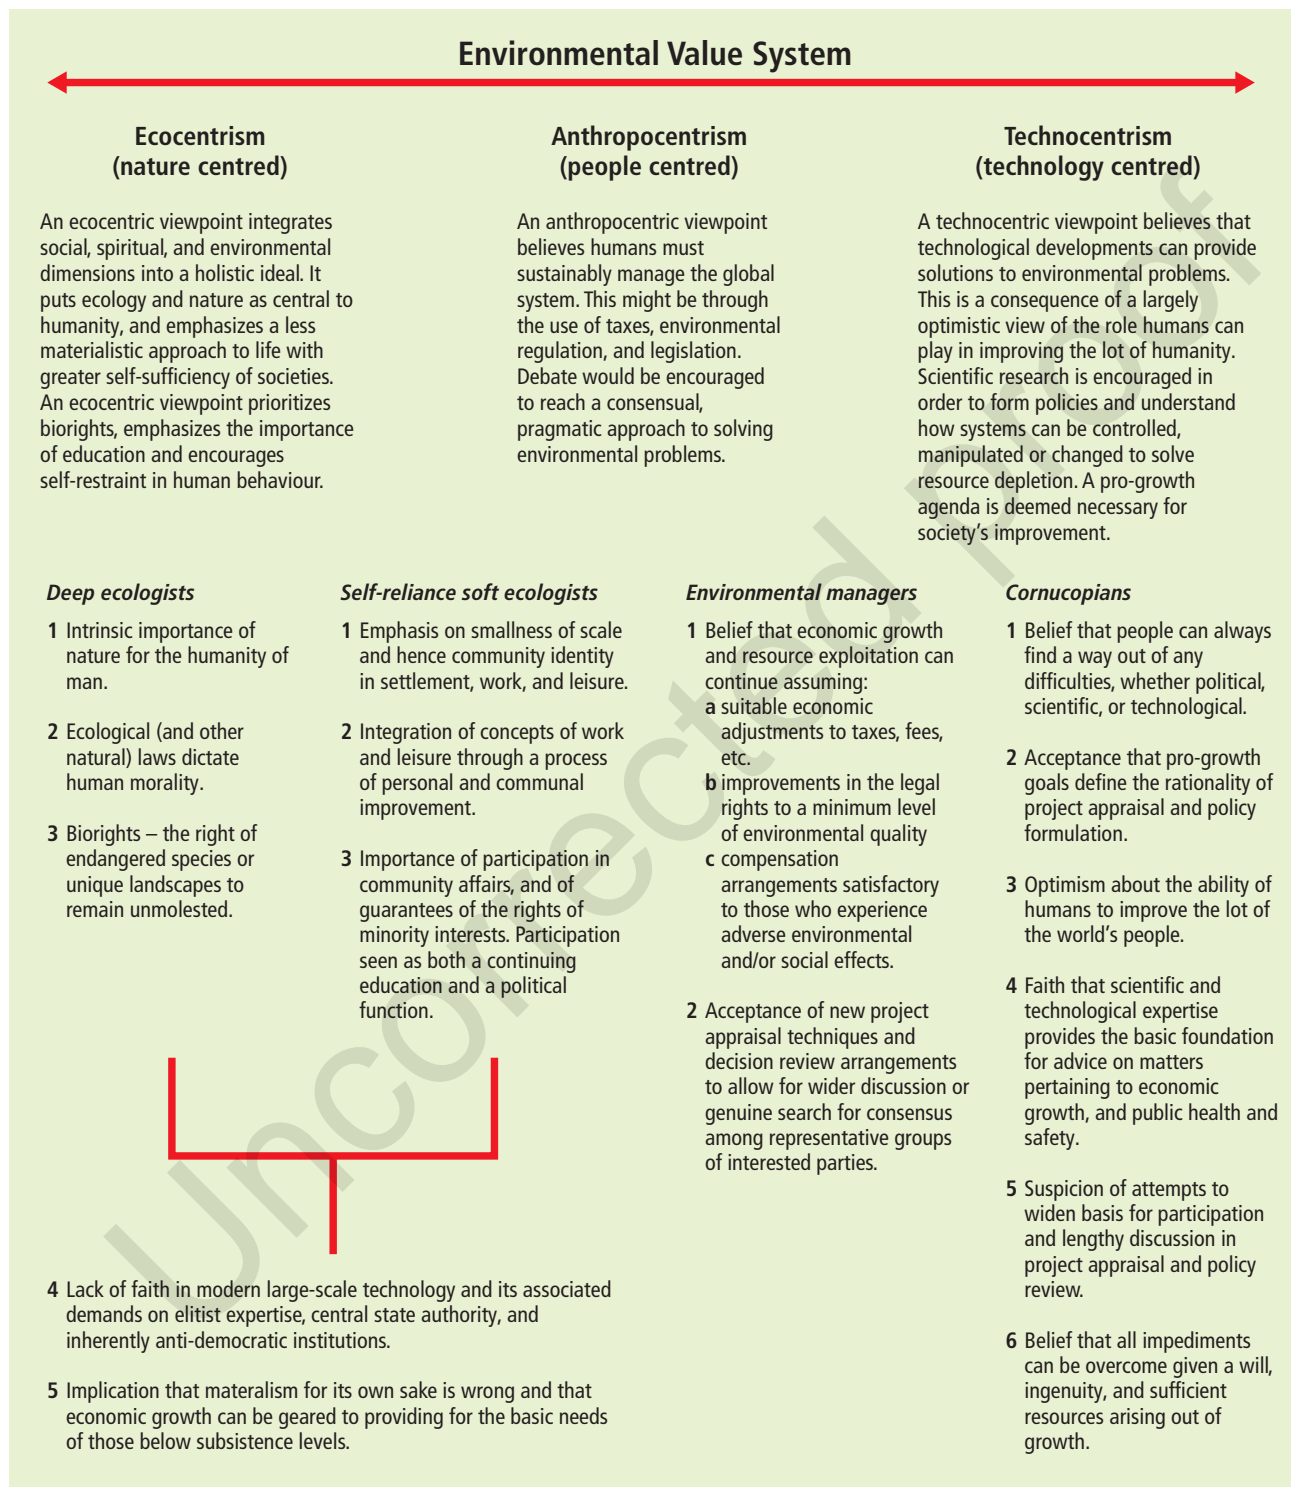 Environmental Value System
Ecocentrism
(nature centred)
An ecocentric viewpoint integrates
social, spiritual, and environmental
dimensions into a holistic ideal. It
puts ecology and nature as central to
humanity, and emphasizes a less
materialistic approach to life with
greater self-sufficiency of societies.
An ecocentric viewpoint prioritizes
biorights, emphasizes the importance
of education and encourages
self-restraint in human behaviour.
Anthropocentrism
(people centred)
An anthropocentric viewpoint
believes humans must
sustainably manage the global
system. This might be through
the use of taxes, environmental
regulation, and legislation.
Debate would be encouraged
to reach a consensual,
pragmatic approach to solving
environmental problems.
Technocentrism
(technology centred)
A technocentric viewpoint believes that
technological developments can provide
solutions to environmental problems.
This is a consequence of a largely
optimistic view of the role humans can
play in improving the lot of humanity.
Scientific research is encouraged in
order to form policies and understand
how systems can be controlled,
manipulated or changed to solve
resource depletion. A pro-growth
agenda is deemed necessary for
society's improvement.
Deep ecologists
1 Intrinsic importance of
nature for the humanity of
man.
2 Ecological (and other
natural) laws dictate
human morality.
3 Biorights – the right of
endangered species or
unique landscapes to
remain unmolested.
Self-reliance soft ecologists
1 Emphasis on smallness of scale
and hence community identity
in settlement, work, and leisure.
2 Integration of concepts of work
and leisure through a process
of personal and communal
improvement.
3 Importance of participation in
community affairs, and of
guarantees of the rights of
minority interests. Participation
seen as both a continuing
education and a political
function.
4 Lack of faith in modern large-scale technology and its associated
demands on elitist expertise, central state authority, and
inherently anti-democratic institutions.
5 Implication that materalism for its own sake is wrong and that
economic growth can be geared to providing for the basic needs
of those below subsistence levels.
Environmental managers
1 Belief that economic growth
and resource exploitation can
continue assuming:
a suitable economic
adjustments to taxes, fees,
etc.
b improvements in the legal
rights to a minimum level
of environmental quality
c compensation
arrangements satisfactory
to those who experience
adverse environmental
and/or social effects.
2 Acceptance of new project
appraisal techniques and
decision review arrangements
to allow for wider discussion or
genuine search for consensus
among representative groups
of interested parties.
Cornucopians
1 Belief that people can always
find a way out of any
difficulties, whether political,
scientific, or technological.
2 Acceptance that pro-growth
goals define the rationality of
project appraisal and policy
formulation.
3 Optimism about the ability of
humans to improve the lot of
the world's people.
4 Faith that scientific and
technological expertise
provides the basic foundation
for advice on matters
pertaining to economic
growth, and public health and
safety.
5 Suspicion of attempts to
widen basis for participation
and lengthy discussion in
project appraisal and policy
review.
6 Belief that all impediments
can be overcome given a will,
ingenuity, and sufficient
resources arising out of
growth.
Uncorrected proof